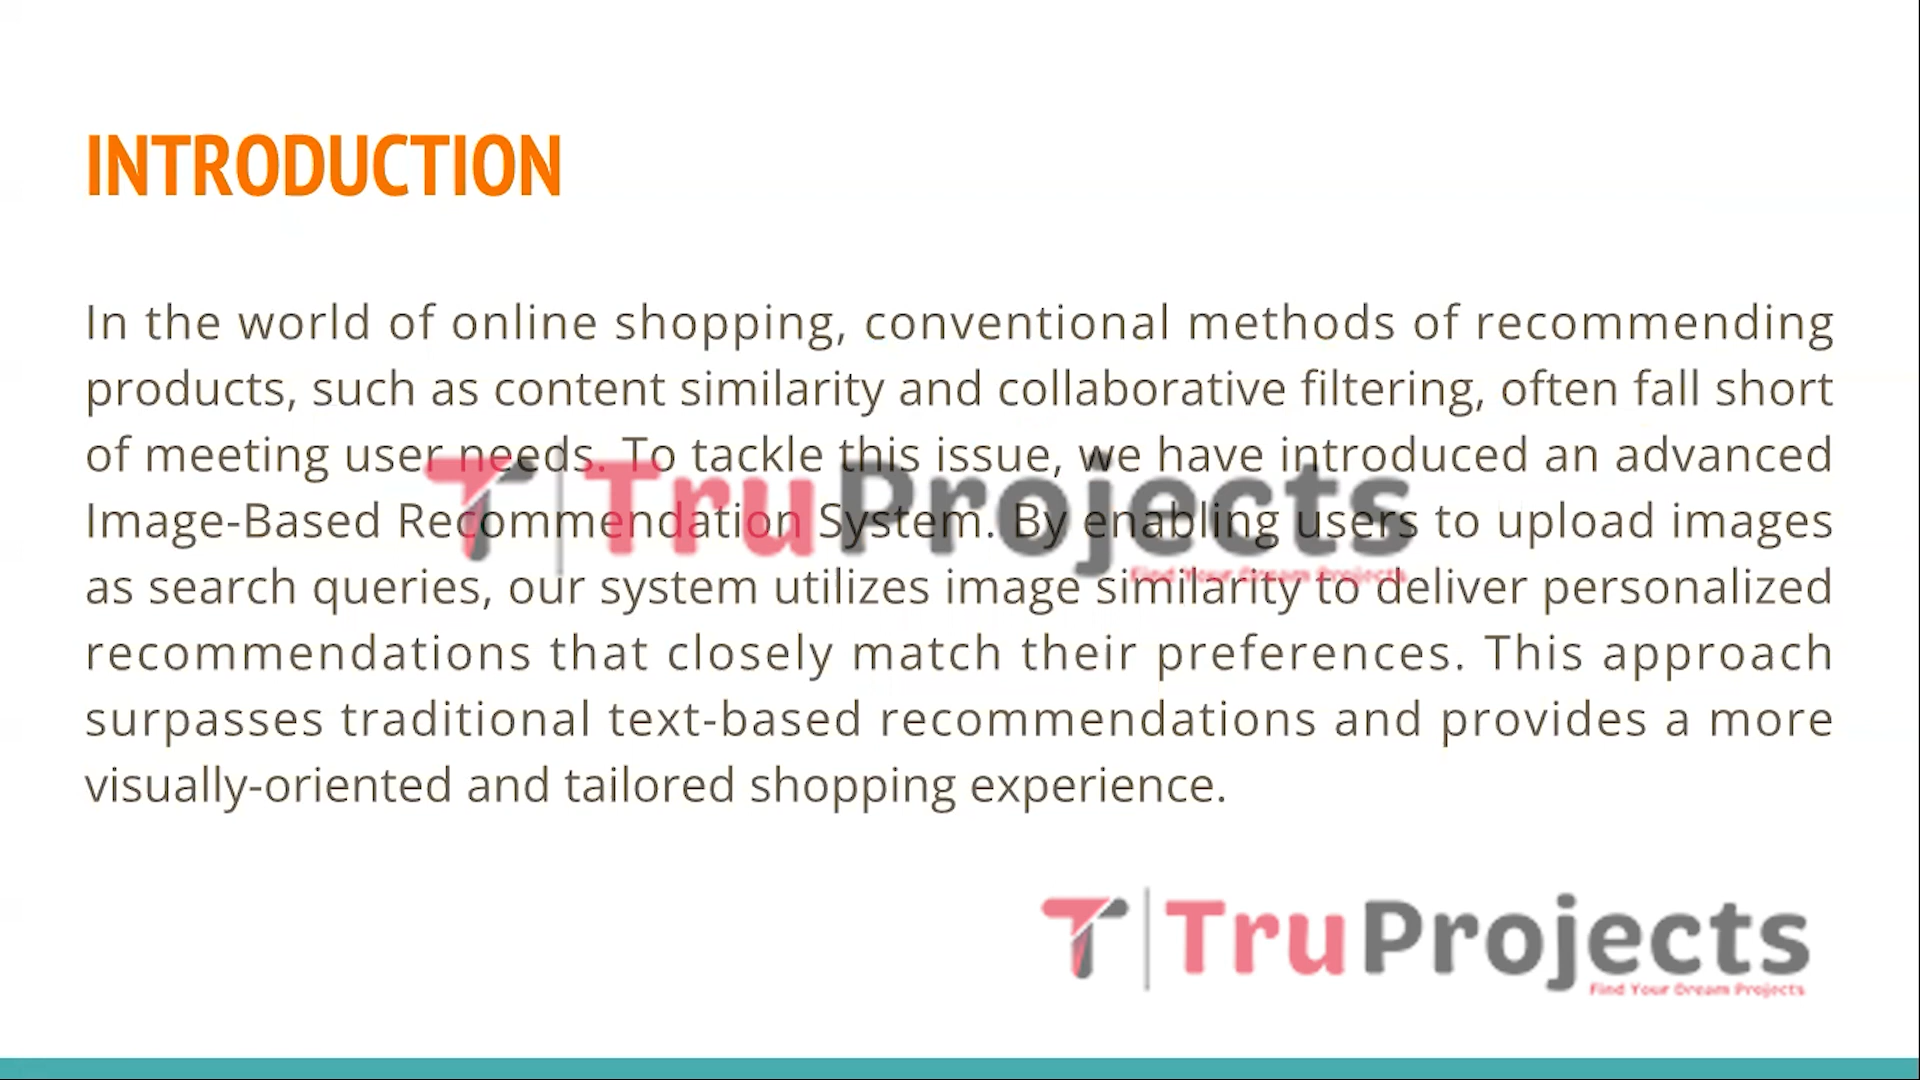 INTRODUCTION
In the world of online shopping, conventional methods of recommending
products, such as content similarity and collaborative filtering, often fall short
of meeting user needs. To tackle this issue, we have introduced an advanced
Image-Based Recommendation System. By enabling users to upload images
as search queries, our system utilizes image similarity to deliver personalized
recommendations that closely match their preferences. This approach
surpasses traditional text-based recommendations and provides a more
visually-oriented and tailored shopping experience.
TruProjects
Find Your Dream Projects
TruProjects
Find Your Dream Projects